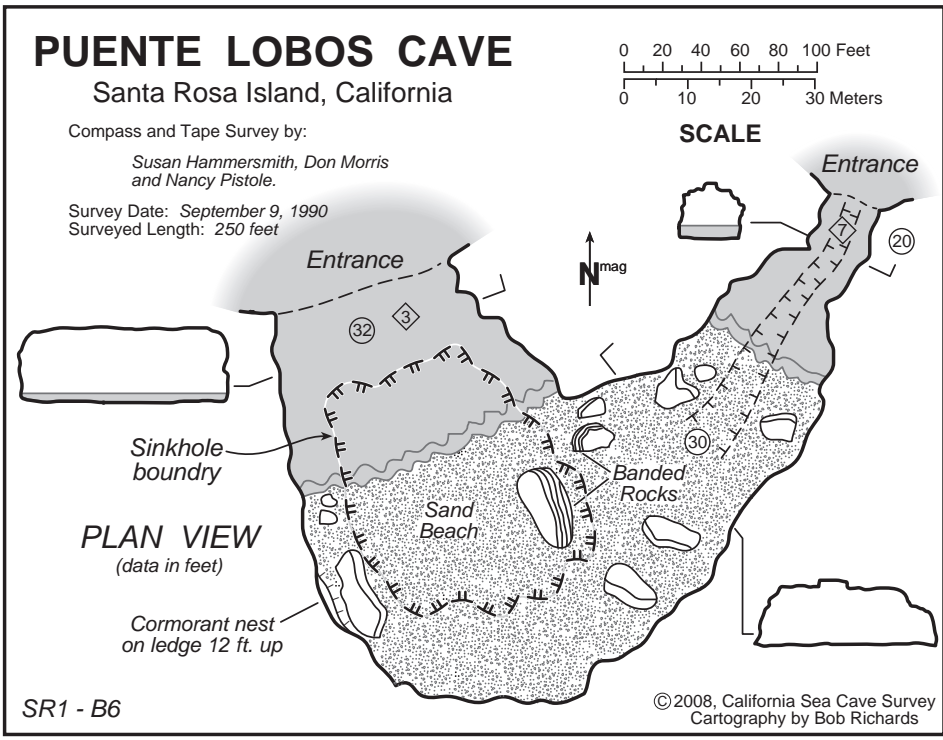 PUENTE LOBOS CAVE
Santa Rosa Island, California
Compass and Tape Survey by:
Susan Hammersmith, Don Morris
and Nancy Pistole.
Survey Date: September 9, 1990
Surveyed Length: 250 feet
0 20 40 60 80 100 Feet
0 10 20 30 Meters
SCALE
Entrance
7
20
Entrance
Nmag
32
3
Sinkhole
boundry
30
Banded
Rocks
Sand
Beach
PLAN VIEW
(data in feet)
Cormorant nest
on ledge 12 ft. up
SR1 - B6
©2008, California Sea Cave Survey
Cartography by Bob Richards